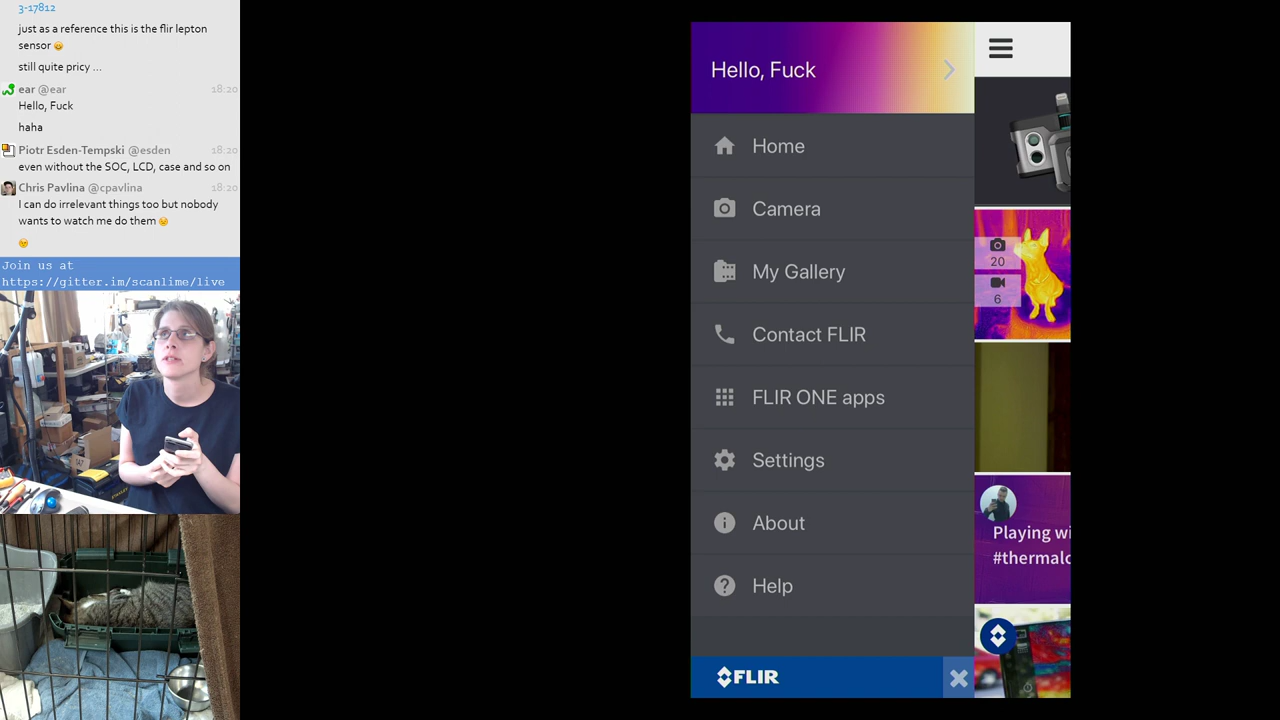 3-17812
just as a reference this is the flir lepton
sensor 😄
still quite pricy ...
ear @ear 18:20
Hello, Fuck
haha
Piotr Esden-Tempski @esden 18:20
even without the SOC, LCD, case and so on
Chris Pavlina @cpavlina 18:20
I can do irrelevant things too but nobody
wants to watch me do them 😟
Join us at
https://gitter.im/scanlime/live
Hello, Fuck
Home
Camera
My Gallery
Contact FLIR
FLIR ONE apps
Settings
About
Help
FLIR
20
6
Playing wi
#thermalc